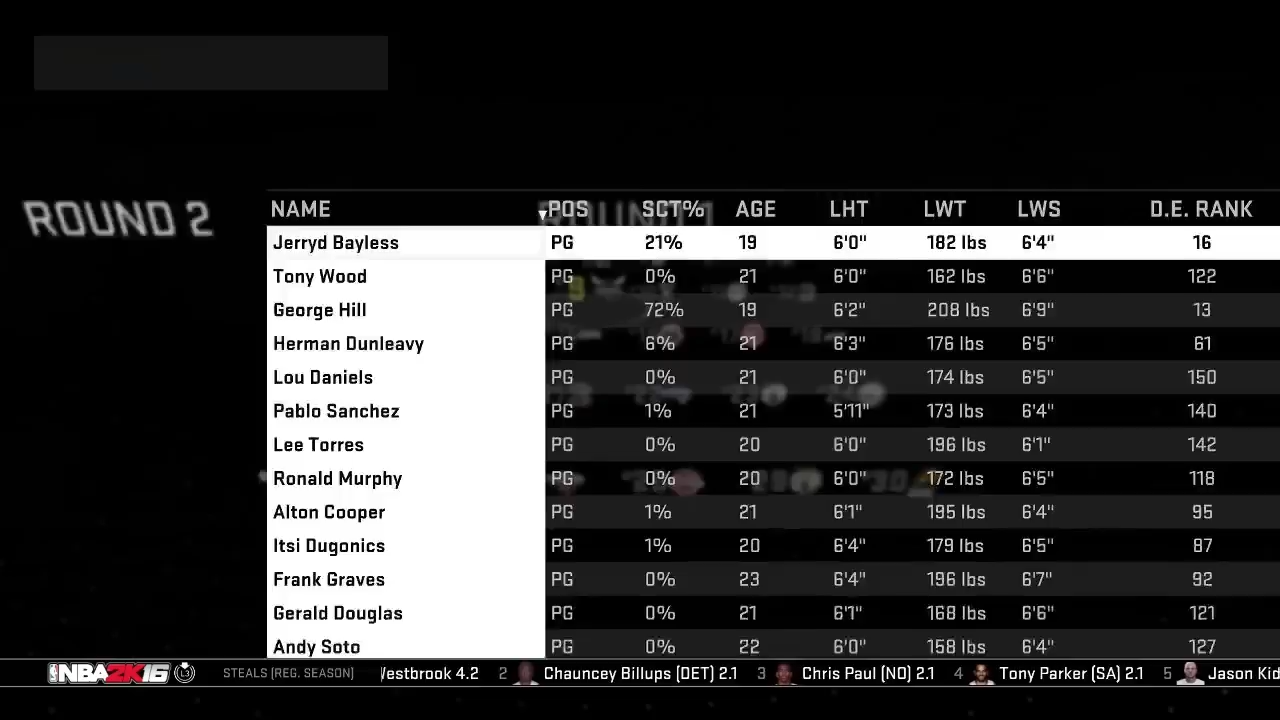 ROUND 2
ROUND 1
NAME POS SCT% AGE LHT LWT LWS D.E. RANK
Jerryd Bayless PG 21% 19 6'0" 182 lbs 6'4" 16
Tony Wood PG 0% 21 6'0" 162 lbs 6'6" 122
George Hill PG 72% 19 6'2" 208 lbs 6'9" 13
Herman Dunleavy PG 6% 21 6'3" 176 lbs 6'5" 61
Lou Daniels PG 0% 21 6'0" 174 lbs 6'5" 150
Pablo Sanchez PG 1% 21 5'11" 173 lbs 6'4" 140
Lee Torres PG 0% 20 6'0" 196 lbs 6'1" 142
Ronald Murphy PG 0% 20 6'0" 172 lbs 6'5" 118
Alton Cooper PG 1% 21 6'1" 195 lbs 6'4" 95
Itsi Dugonics PG 1% 20 6'4" 179 lbs 6'5" 87
Frank Graves PG 0% 23 6'4" 196 lbs 6'7" 92
Gerald Douglas PG 0% 21 6'1" 168 lbs 6'6" 121
Andy Soto PG 0% 22 6'0" 158 lbs 6'4" 127
NBA2K16 L3 STEALS (REG. SEASON) Westbrook 4.2 2 Chauncey Billups (DET) 2.1 3 Chris Paul (NO) 2.1 4 Tony Parker (SA) 2.1 5 Jason Kid